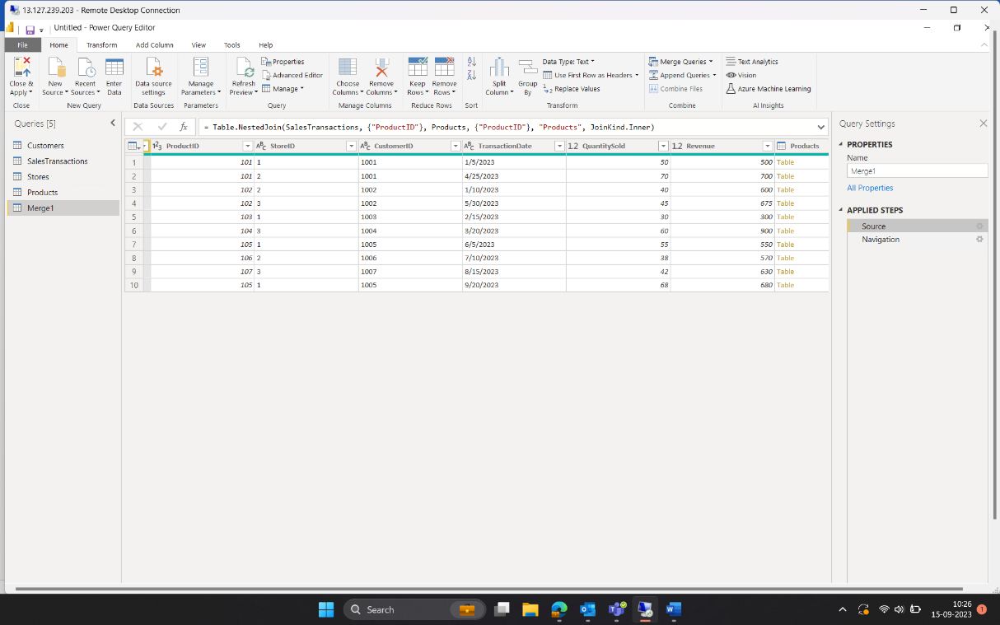 13.127.239.203 - Remote Desktop Connection
Untitled - Power Query Editor
File Home Transform Add Column View Tools Help
Close & Apply
New Source
Recent Sources
Enter Data
Data source settings
Manage Parameters
Refresh Preview
Properties
Advanced Editor
Manage
Choose Columns
Remove Columns
Keep Rows
Remove Rows
Split Column
Group By
Data Type: Text
Use First Row as Headers
Replace Values
Merge Queries
Append Queries
Combine Files
Text Analytics
Vision
Azure Machine Learning
Close New Query Data Sources Parameters Query Manage Columns Reduce Rows Sort Transform Combine AI Insights
Queries [5]
Customers
SalesTransactions
Stores
Products
Merge1
fx = Table.NestedJoin(SalesTransactions, {"ProductID"}, Products, {"ProductID"}, "Products", JoinKind.Inner)
123 ProductID ABC StoreID ABC CustomerID ABC TransactionDate 1.2 QuantitySold 1.2 Revenue Products
1 101 1 1001 1/5/2023 50 500 Table
2 101 2 1001 4/25/2023 70 700 Table
3 102 2 1002 1/10/2023 40 600 Table
4 102 3 1002 5/30/2023 45 675 Table
5 103 1 1003 2/15/2023 30 300 Table
6 104 3 1004 3/20/2023 60 900 Table
7 105 1 1005 6/5/2023 55 550 Table
8 106 2 1006 7/10/2023 38 570 Table
9 107 3 1007 8/15/2023 42 630 Table
10 105 1 1005 9/20/2023 68 680 Table
Query Settings
PROPERTIES
Name
Merge1
All Properties
APPLIED STEPS
Source
Navigation
Search
10:26
15-09-2023
1